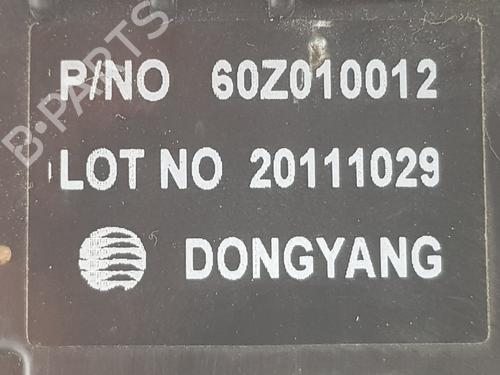 B-PARTS
P/NO 60Z010012
LOT NO 20111029
DONGYANG